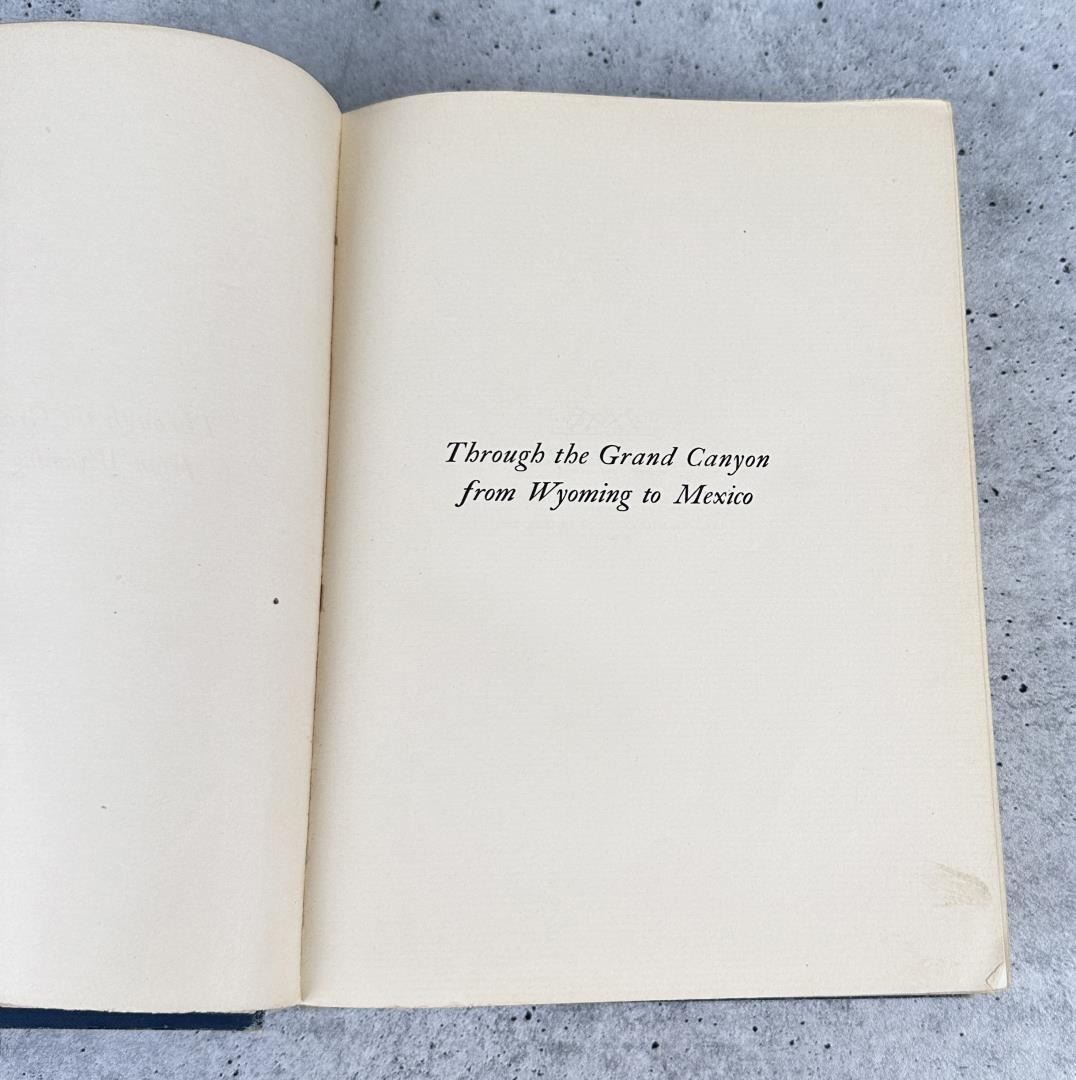 Through the Grand Canyon
from Wyoming to Mexico